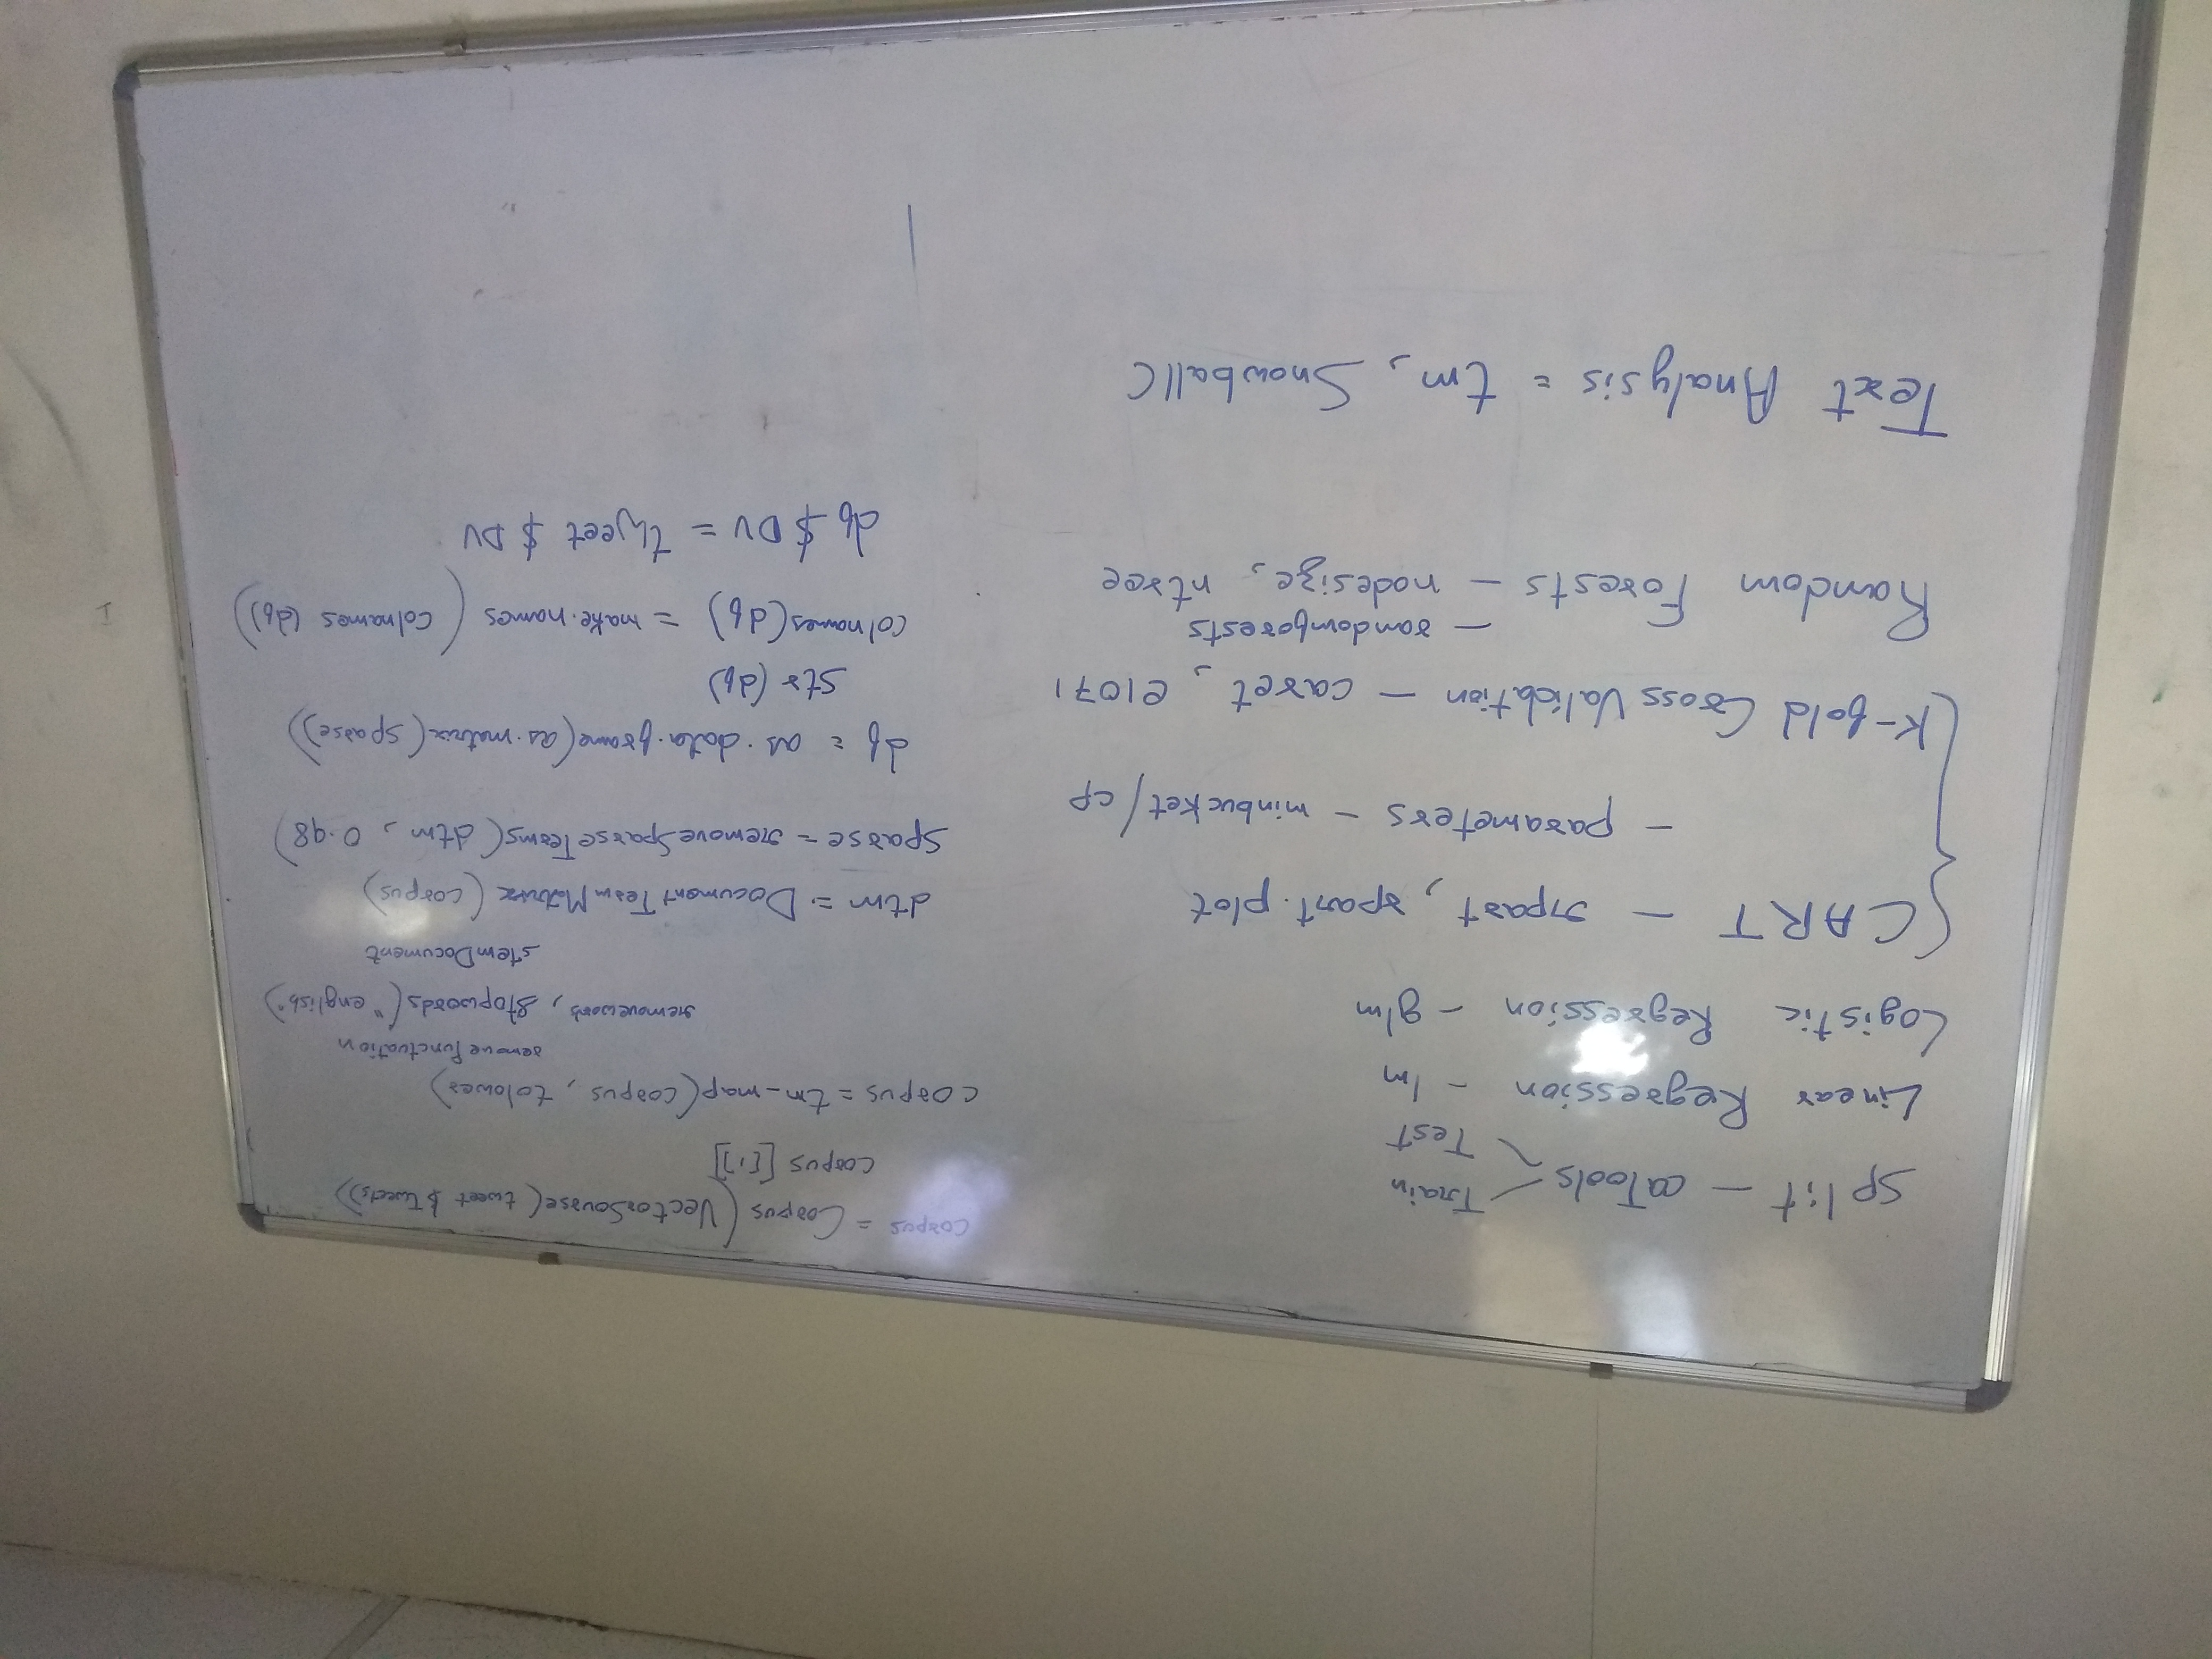 split - caTools Train
Test
Linear Regression - lm
Logistic Regression - glm
CART - rpart, rpart.plot
- parameters - minbucket/cp
K-fold Cross Validation - caret, e1071
- randomforests
Random Forests - nodesize, ntree
Text Analysis = tm, SnowballC
corpus = Corpus (VectorSourse( tweet $ Tweets))
corpus [[1]]
corpus = tm_map(corpus, tolower)
removePunctuation
removewords, stopwords("english")
stemDocument
dtm = DocumentTermMatrix (corpus)
sparse = removeSparseTerms( dtm, 0.98)
df = as.data.frame(as.matrix( sparse))
str (df)
colnames(df) = make.names (colnames (df))
df $ DV = tweet $ DV